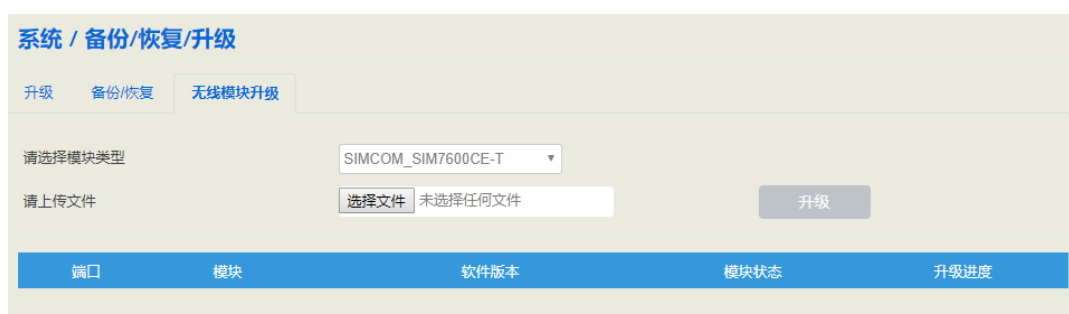 系统 / 备份/恢复/升级
升级 备份/恢复 无线模块升级
请选择模块类型 SIMCOM_SIM7600CE-T
请上传文件 选择文件 未选择任何文件 升级
端口 模块 软件版本 模块状态 升级进度